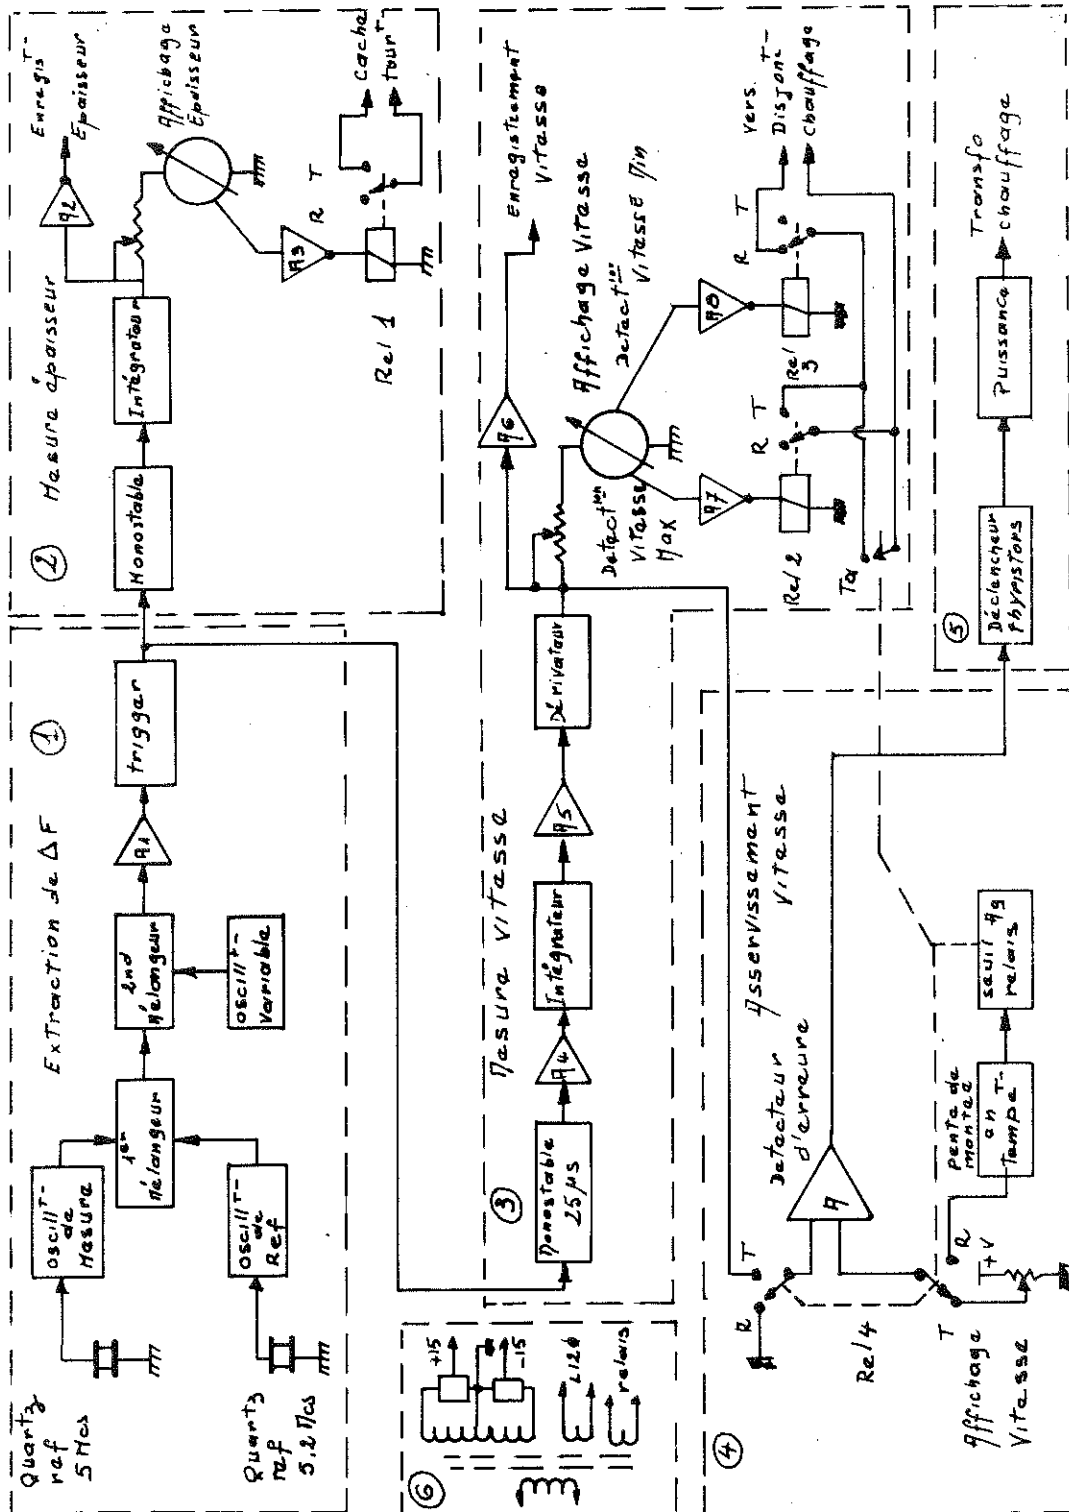 Extraction de ΔF
①
Quartz
ref
5 Mcs
Oscill T-
de
Mesure
Quartz
ref
5,2 Mcs
Oscill T-
de
Ref
1er
Mélangeur
2nd
Mélangeur
Oscill T-
Variable
A1
trigger
②
Mesure épaisseur
Monostable
Intégrateur
A2
Enregis T-
Epaisseur
Affichage
Epaisseur
A3
Rel 1
R
T
Cache
tour t
③
Mesure vitesse
Monostable
25 µs
A4
Intégrateur
A5
Dérivateur
A6
Enregistrement
Vitesse
Affichage Vitesse
Detect ion
Vitesse
Max
Detect ion
Vitesse Min
A7
A8
Rel 2
R
T
Rel
3
R
T
Ta
Vers
Disjon T-
Chauffage
④
Asservissement
Vitesse
Detecteur
d'erreure
R
T
A
Rel 4
T
R
+V
Affichage
Vitesse
pente de
montée
en T-
tempe
seuil A9
relais
⑤
Déclencheur
thyristors
Puissance
Transfo
chauffage
⑥
+15
-15
L120
relais